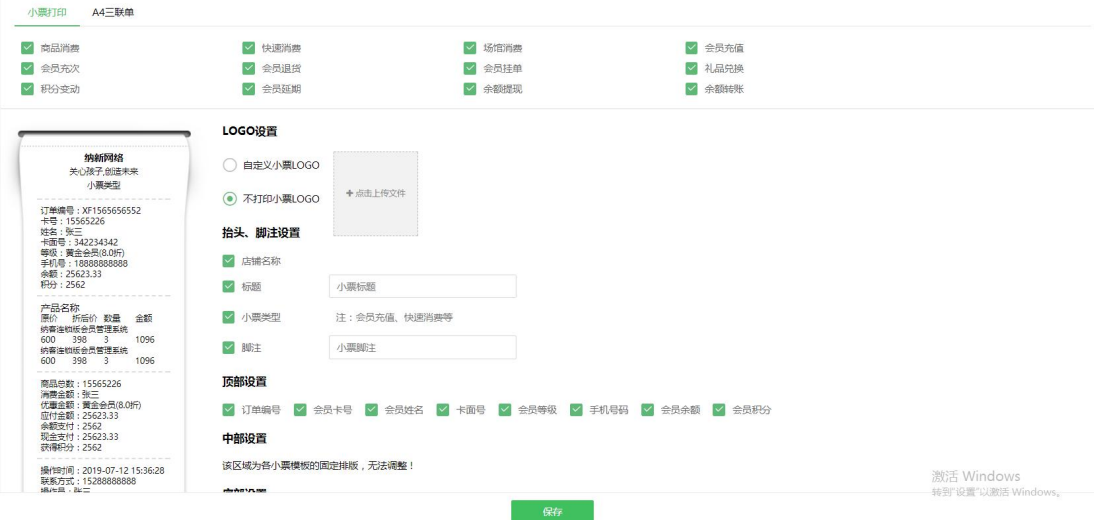 小票打印 A4三联单
商品消费 快速消费 场馆消费 会员充值
会员充次 会员退货 会员挂单 礼品兑换
积分变动 会员延期 余额提现 余额转账
纳新网络
关心孩子,创造未来
小票类型
订单编号：XF1565656552
卡号：15565226
姓名：张三
卡面号：342234342
等级：黄金会员(8.0折)
手机号：18888888888
余额：25623.33
积分：2562
产品名称
原价 折后价 数量 金额
纳客连锁版会员管理系统
600 398 3 1096
纳客连锁版会员管理系统
600 398 3 1096
商品总数：15565226
消费金额：张三
优惠金额：黄金会员(8.0折)
应付金额：25623.33
余额支付：2562
现金支付：25623.33
获得积分：2562
操作时间：2019-07-12 15:36:28
联系方式：15288888888
操作员：张三
LOGO设置
自定义小票LOGO
不打印小票LOGO
+点击上传文件
抬头、脚注设置
店铺名称
标题 小票标题
小票类型 注：会员充值、快速消费等
脚注 小票脚注
顶部设置
订单编号 会员卡号 会员姓名 卡面号 会员等级 手机号码 会员余额 会员积分
中部设置
该区域为各小票模板的固定排版，无法调整！
底部设置
激活 Windows
转到"设置"以激活 Windows。
保存